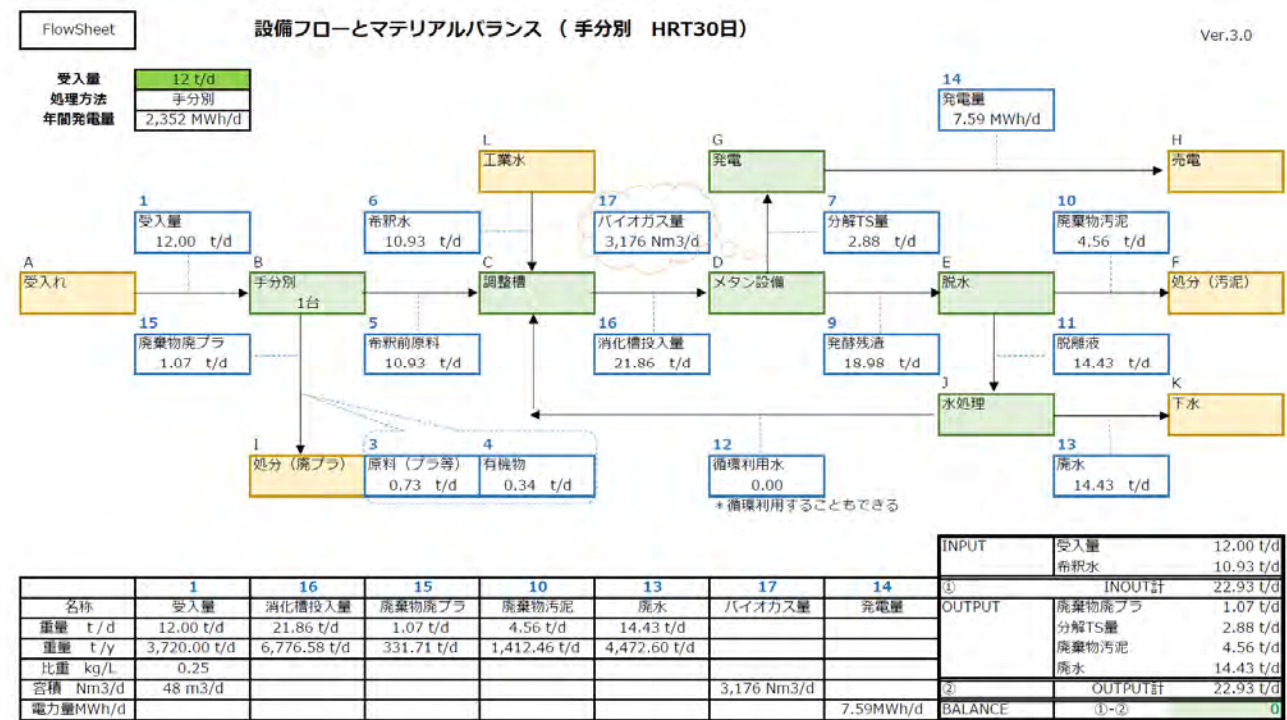 FlowSheet
設備フローとマテリアルバランス （ 手分別　HRT30日）
Ver.3.0
受入量 12 t/d
処理方法 手分別
年間発電量 2,352 MWh/d
14
発電量
7.59 MWh/d
L
工業水
G
発電
H
売電
1
受入量
12.00 t/d
6
希釈水
10.93 t/d
17
バイオガス量
3,176 Nm3/d
7
分解TS量
2.88 t/d
10
廃棄物汚泥
4.56 t/d
A
受入れ
B
手分別
1台
C
調整槽
D
メタン設備
E
脱水
F
処分（汚泥）
15
廃棄物廃プラ
1.07 t/d
5
希釈前原料
10.93 t/d
16
消化槽投入量
21.86 t/d
9
発酵残渣
18.98 t/d
11
脱離液
14.43 t/d
J
水処理
K
下水
I
処分（廃プラ）
3
原料（プラ等）
0.73 t/d
4
有機物
0.34 t/d
12
循環利用水
0.00
＊循環利用することもできる
13
廃水
14.43 t/d
INPUT 受入量 12.00 t/d
希釈水 10.93 t/d
① INOUT計 22.93 t/d
OUTPUT 廃棄物廃プラ 1.07 t/d
分解TS量 2.88 t/d
廃棄物汚泥 4.56 t/d
廃水 14.43 t/d
② OUTPUT計 22.93 t/d
BALANCE ①-② 0
1 16 15 10 13 17 14
名称 受入量 消化槽投入量 廃棄物廃プラ 廃棄物汚泥 廃水 バイオガス量 発電量
重量 t/d 12.00 t/d 21.86 t/d 1.07 t/d 4.56 t/d 14.43 t/d
重量 t/y 3,720.00 t/d 6,776.58 t/d 331.71 t/d 1,412.46 t/d 4,472.60 t/d
比重 kg/L 0.25
容積 Nm3/d 48 m3/d 3,176 Nm3/d
電力量MWh/d 7.59MWh/d